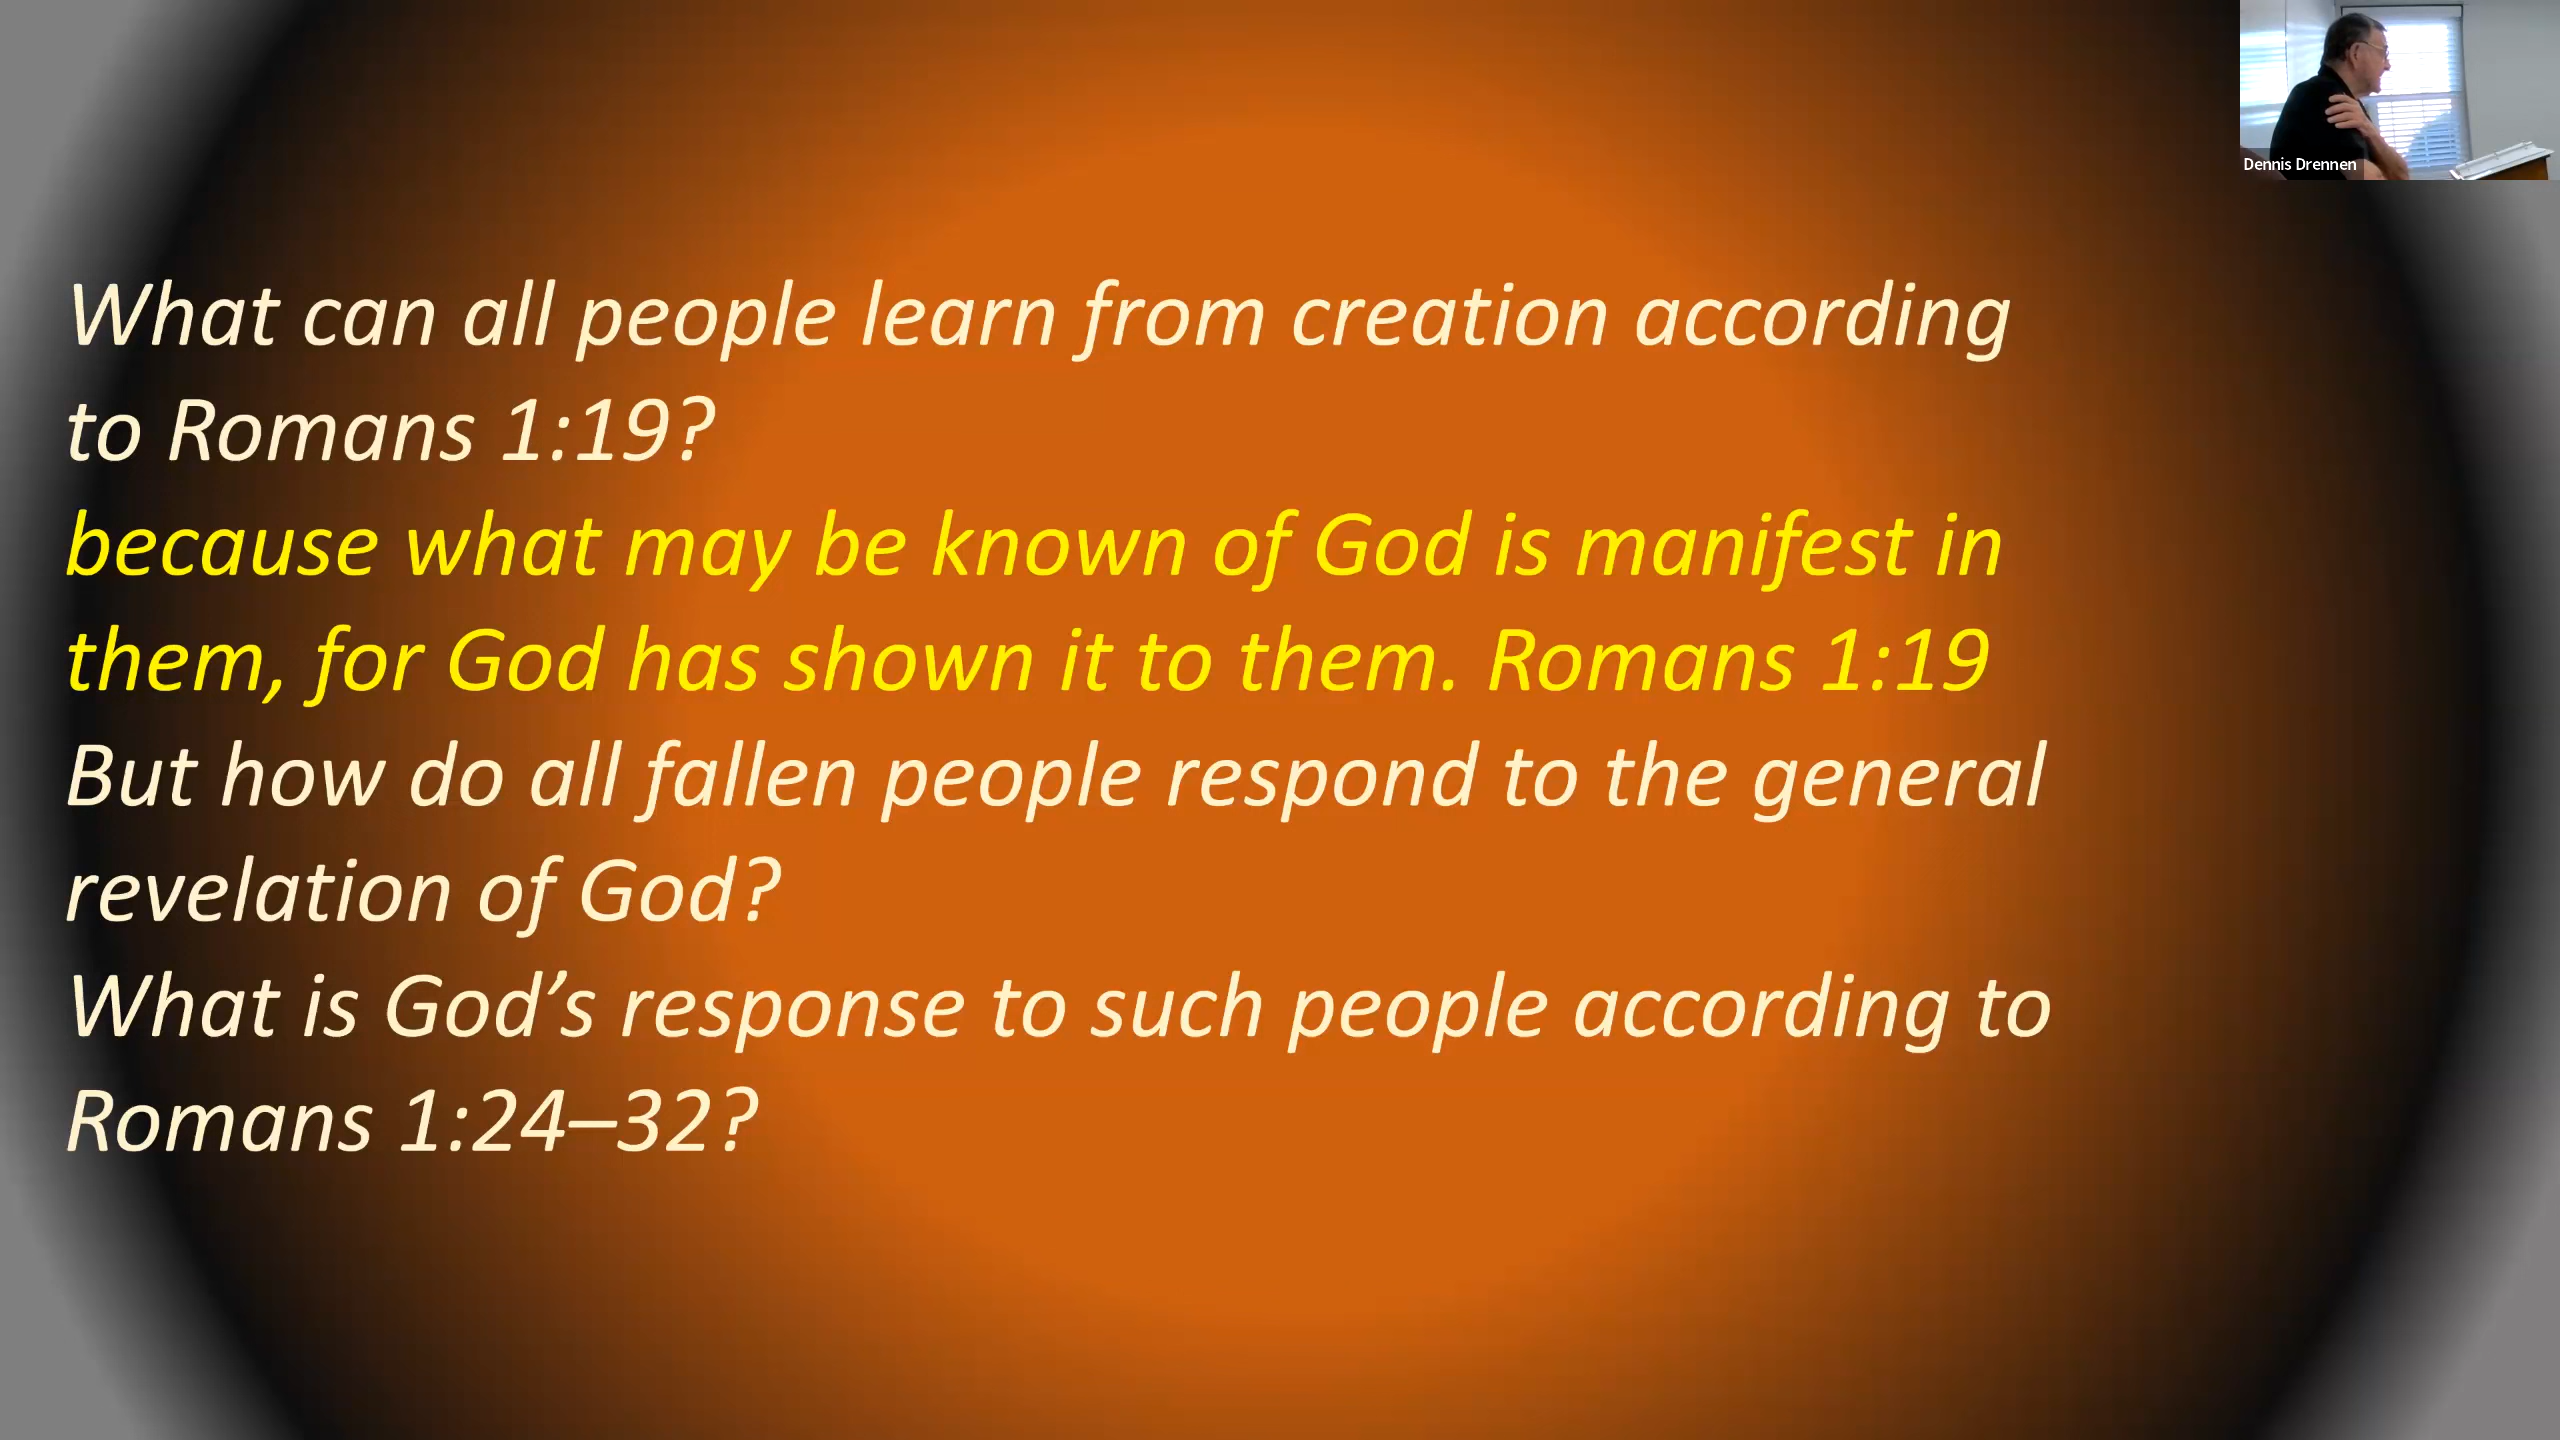 Dennis Drennen
What can all people learn from creation according
to Romans 1:19?
because what may be known of God is manifest in
them, for God has shown it to them. Romans 1:19
But how do all fallen people respond to the general
revelation of God?
What is God’s response to such people according to
Romans 1:24–32?